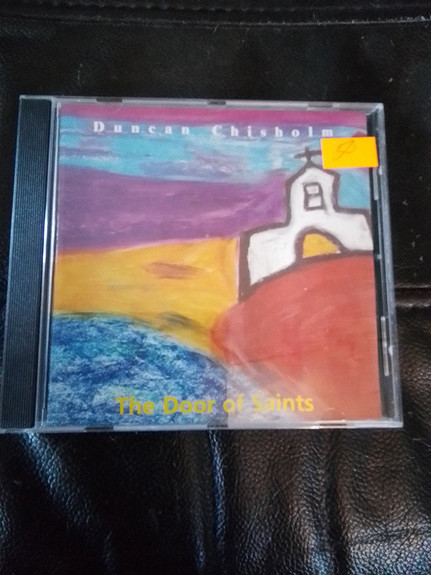 Duncan Chisholm
The Door of Saints